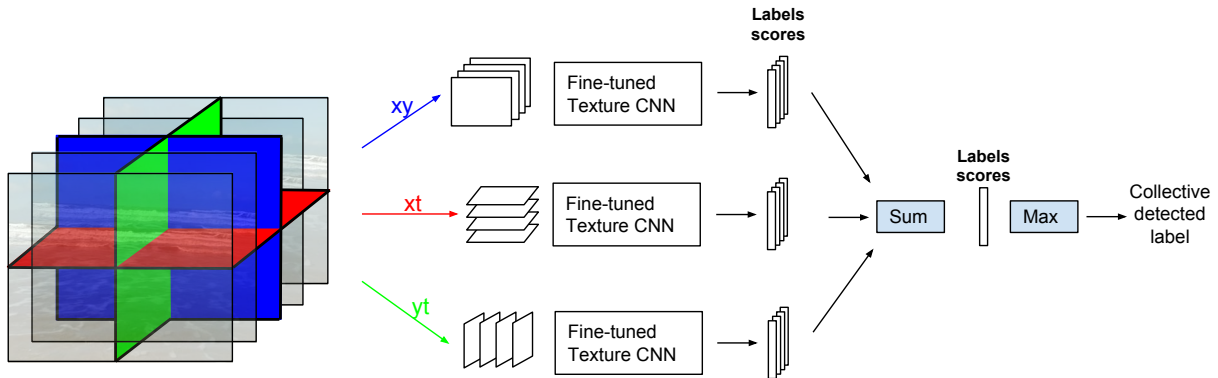 Labels
scores
xy
Fine-tuned
Texture CNN
xt
Fine-tuned
Texture CNN
yt
Fine-tuned
Texture CNN
Labels
scores
Sum
Max
Collective
detected
label